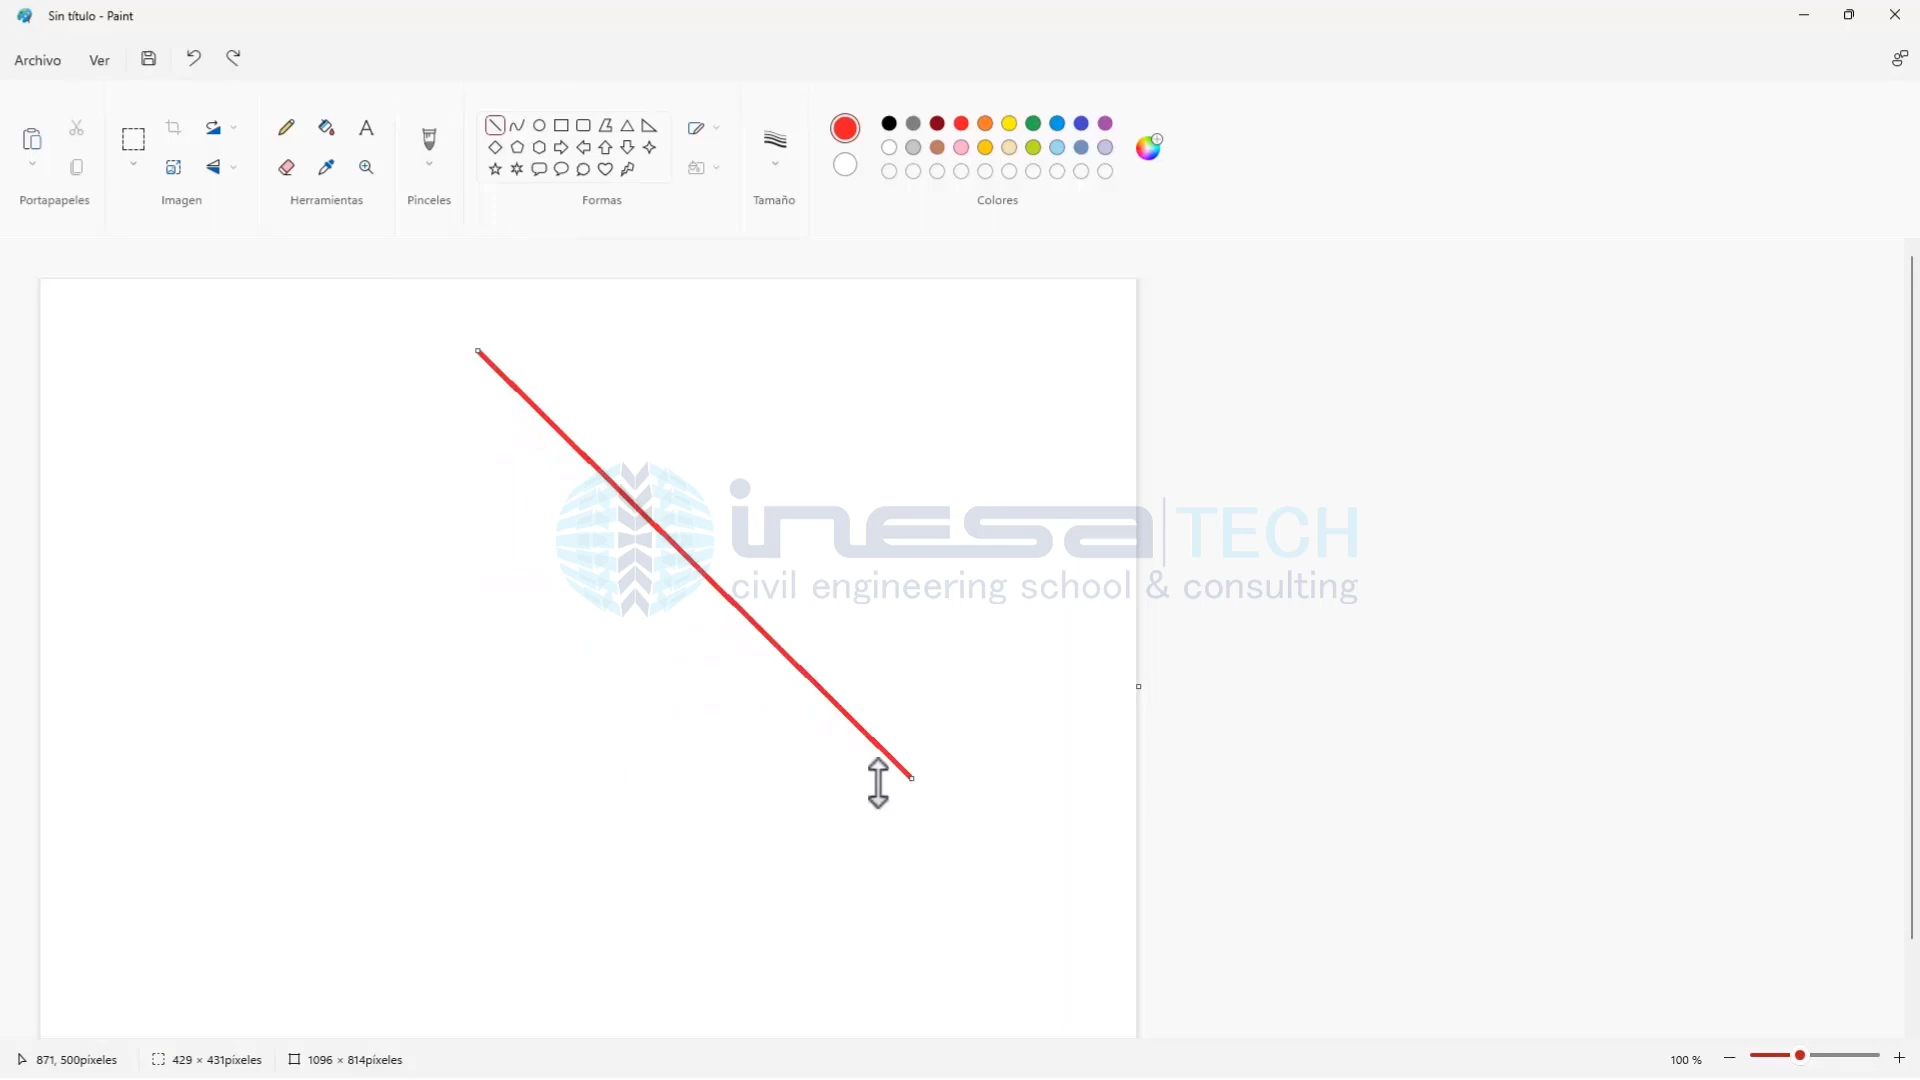 Sin título - Paint
Archivo Ver
Portapapeles Imagen Herramientas Pinceles Formas Tamaño Colores
inesa TECH
civil engineering school & consulting
871, 500píxeles 429 × 431píxeles 1096 × 814píxeles 100 %